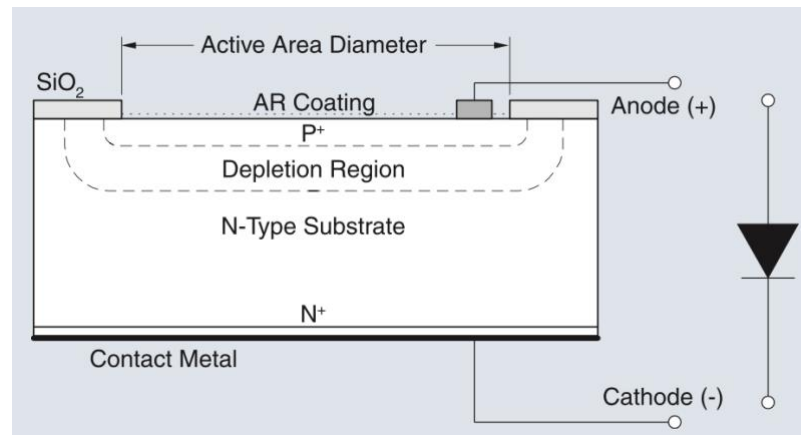 Active Area Diameter
SiO₂
AR Coating
Anode (+)
P⁺
Depletion Region
N-Type Substrate
N⁺
Contact Metal
Cathode (-)